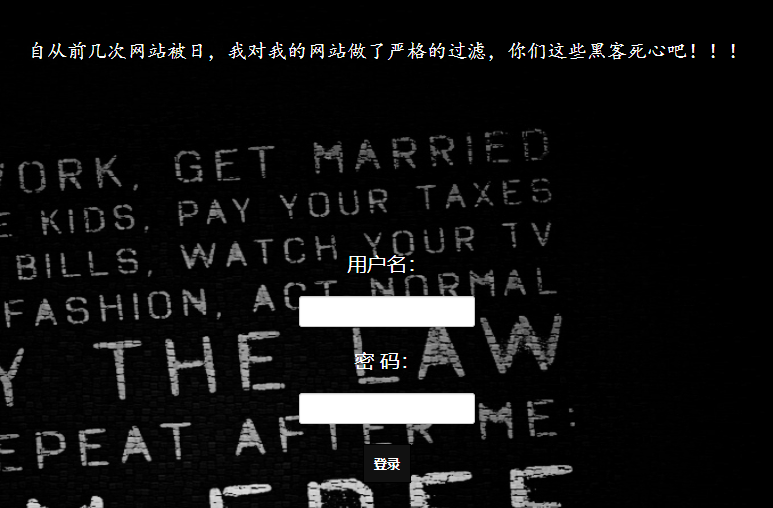 自从前几次网站被日，我对我的网站做了严格的过滤，你们这些黑客死心吧！！！
WORK, GET MARRIED
E KIDS, PAY YOUR TAXES
BILLS, WATCH YOUR TV
FASHION, ACT NORMAL
Y THE LAW
EPEAT AFTER ME:
FREE
用户名：
密 码：
登录